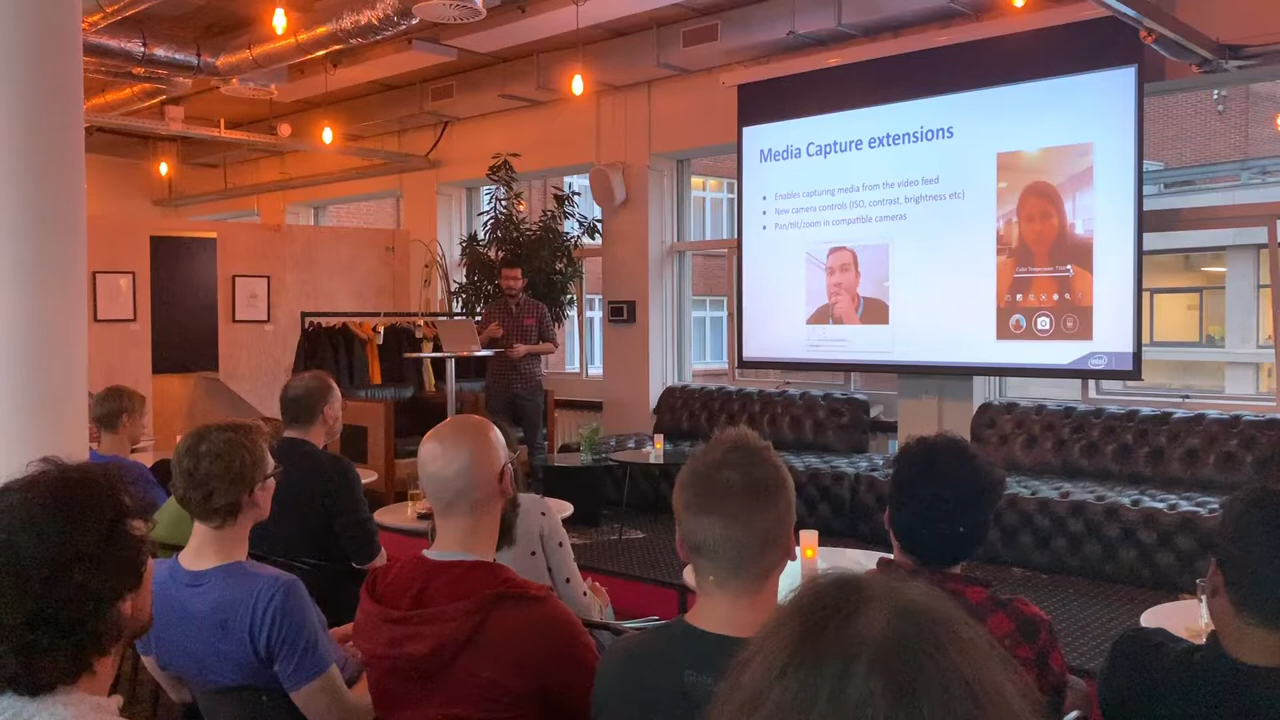 Media Capture extensions
Enables capturing media from the video feed
New camera controls (ISO, contrast, brightness etc)
Pan/tilt/zoom in compatible cameras
intel